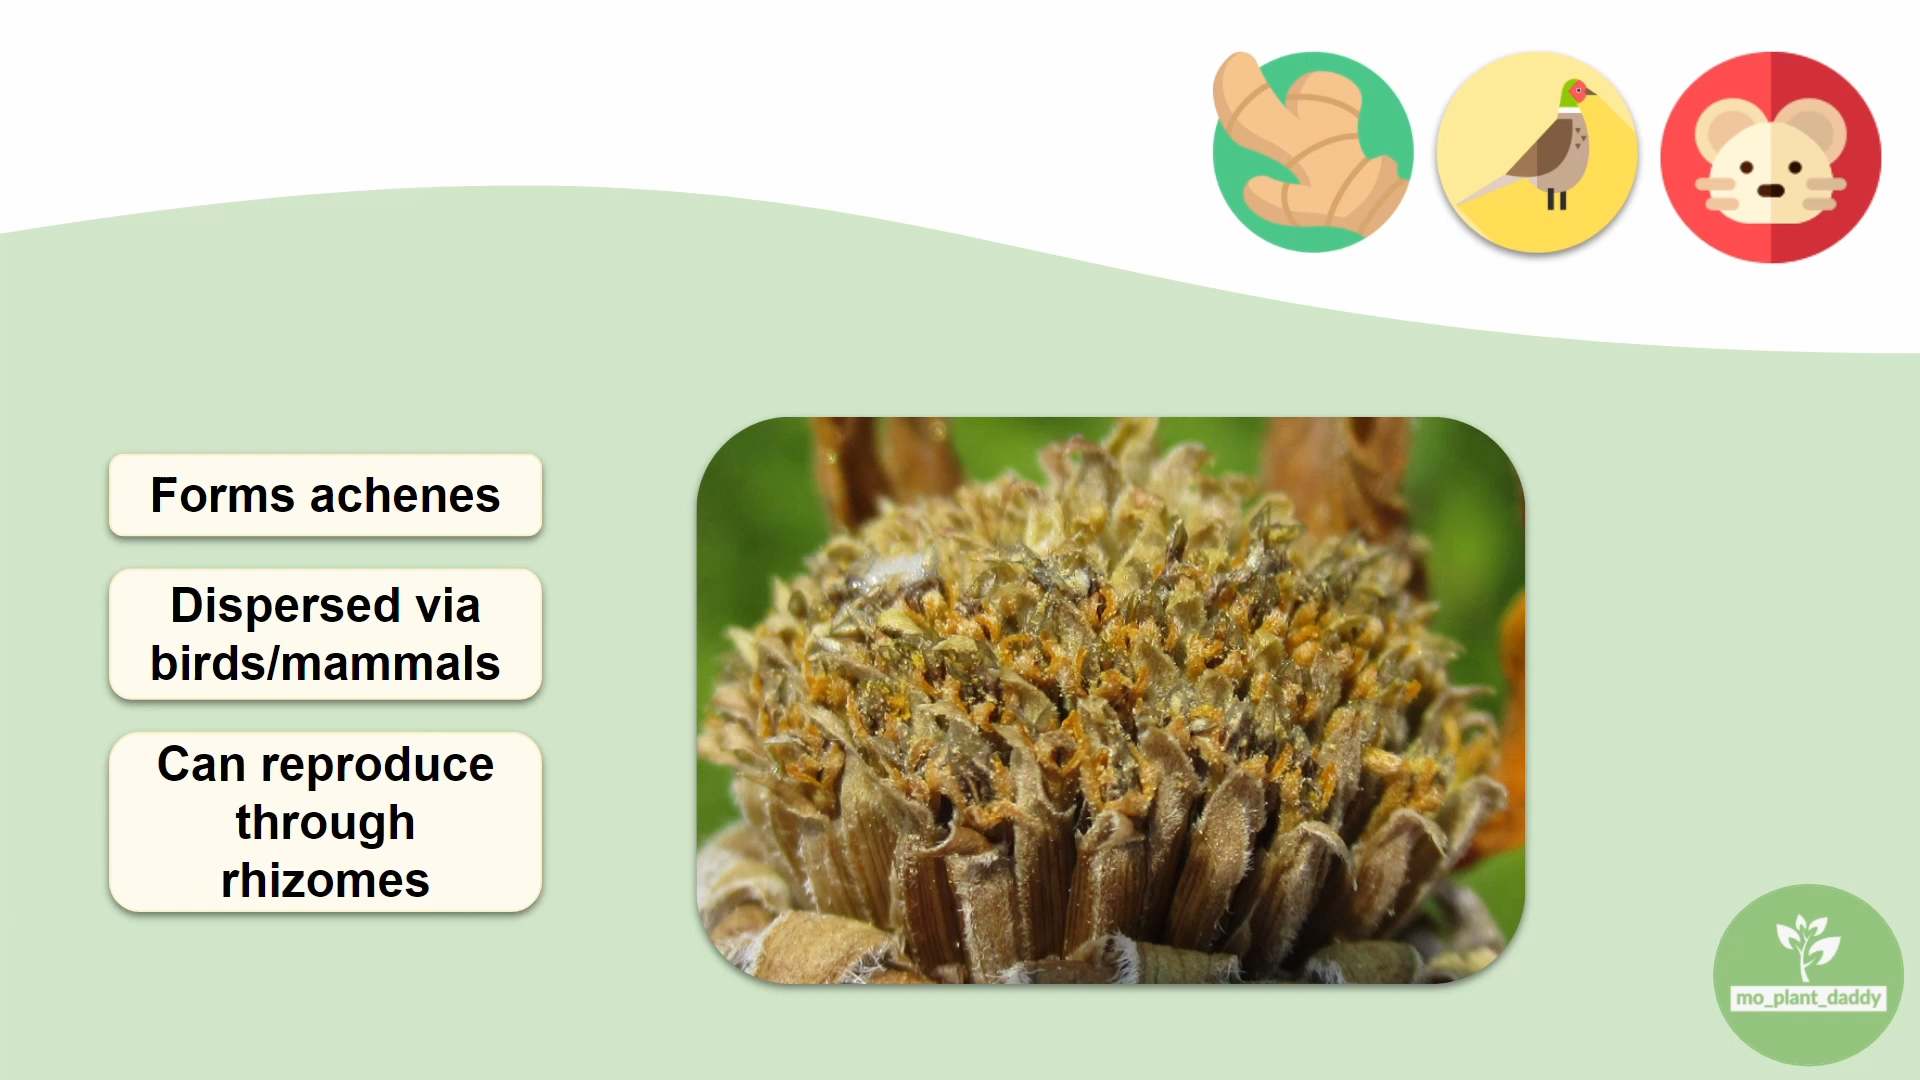 Forms achenes
Dispersed via
birds/mammals
Can reproduce
through
rhizomes
mo_plant_daddy